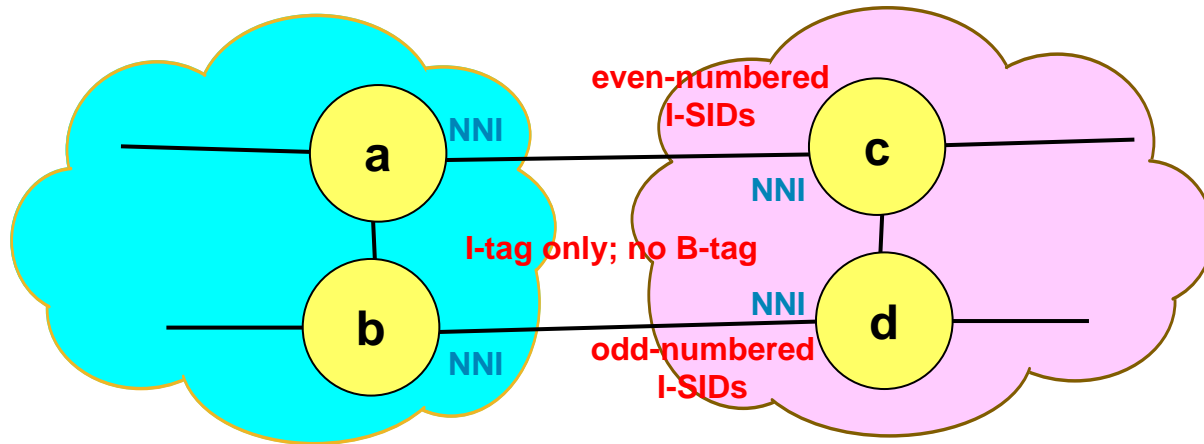 even-numbered
I-SIDs
NNI
a
c
NNI
I-tag only; no B-tag
NNI
b
d
odd-numbered
NNI
I-SIDs